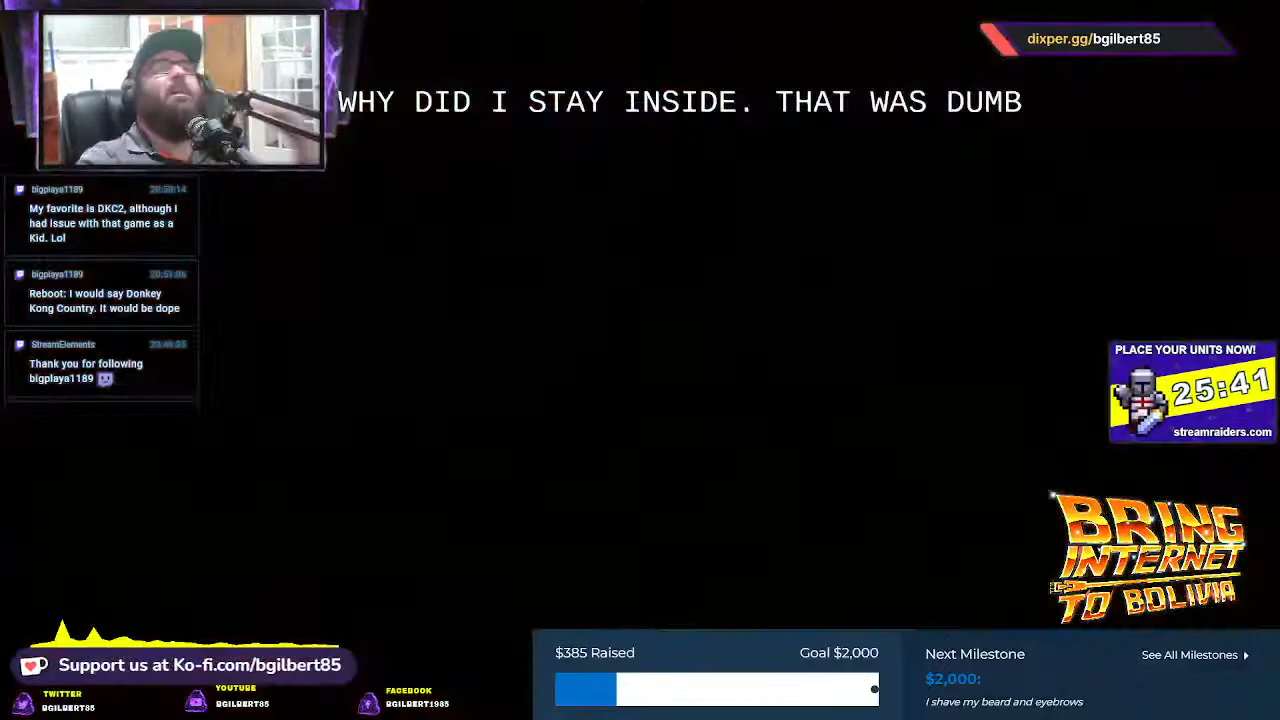 dixper.gg/bgilbert85
WHY DID I STAY INSIDE. THAT WAS DUMB
bigplaya1189
My favorite is DKC2, although I
had issue with that game as a
Kid. Lol
bigplaya1189
Reboot: I would say Donkey
Kong Country. It would be dope
StreamElements
Thank you for following
bigplaya1189
PLACE YOUR UNITS NOW!
25:41
streamraiders.com
BRING
INTERNET
TO BOLIVIA
Support us at Ko-fi.com/bgilbert85
TWITTER
BGILBERT85
YOUTUBE
BGILBERT85
FACEBOOK
BGILBERT1985
$385 Raised
Goal $2,000
Next Milestone
See All Milestones
$2,000:
I shave my beard and eyebrows